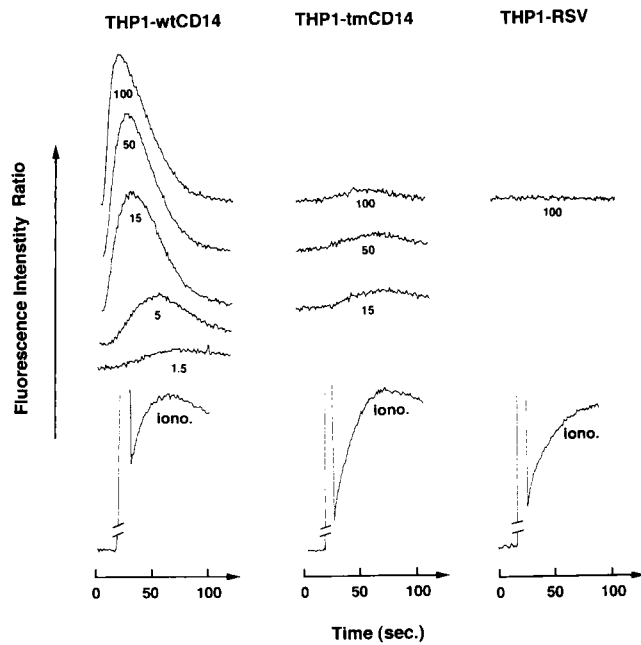 THP1-wtCD14 THP1-tmCD14 THP1-RSV
Fluorescence Intenstity Ratio
100
50
15
5
1.5
iono.
100
50
15
iono.
100
iono.
0 50 100 0 50 100 0 50 100
Time (sec.)